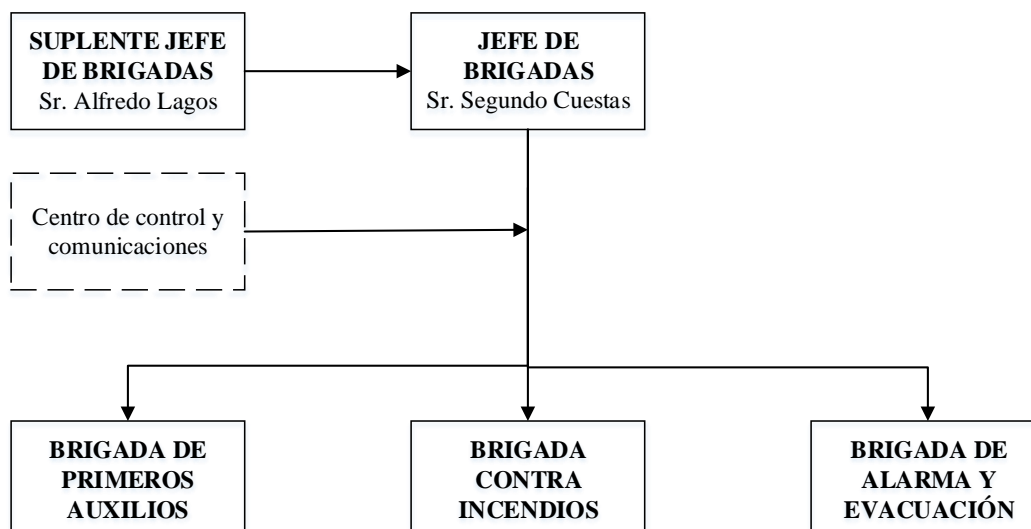 SUPLENTE JEFE
DE BRIGADAS
Sr. Alfredo Lagos
JEFE DE
BRIGADAS
Sr. Segundo Cuestas
Centro de control y
comunicaciones
BRIGADA DE
PRIMEROS
AUXILIOS
BRIGADA
CONTRA
INCENDIOS
BRIGADA DE
ALARMA Y
EVACUACIÓN